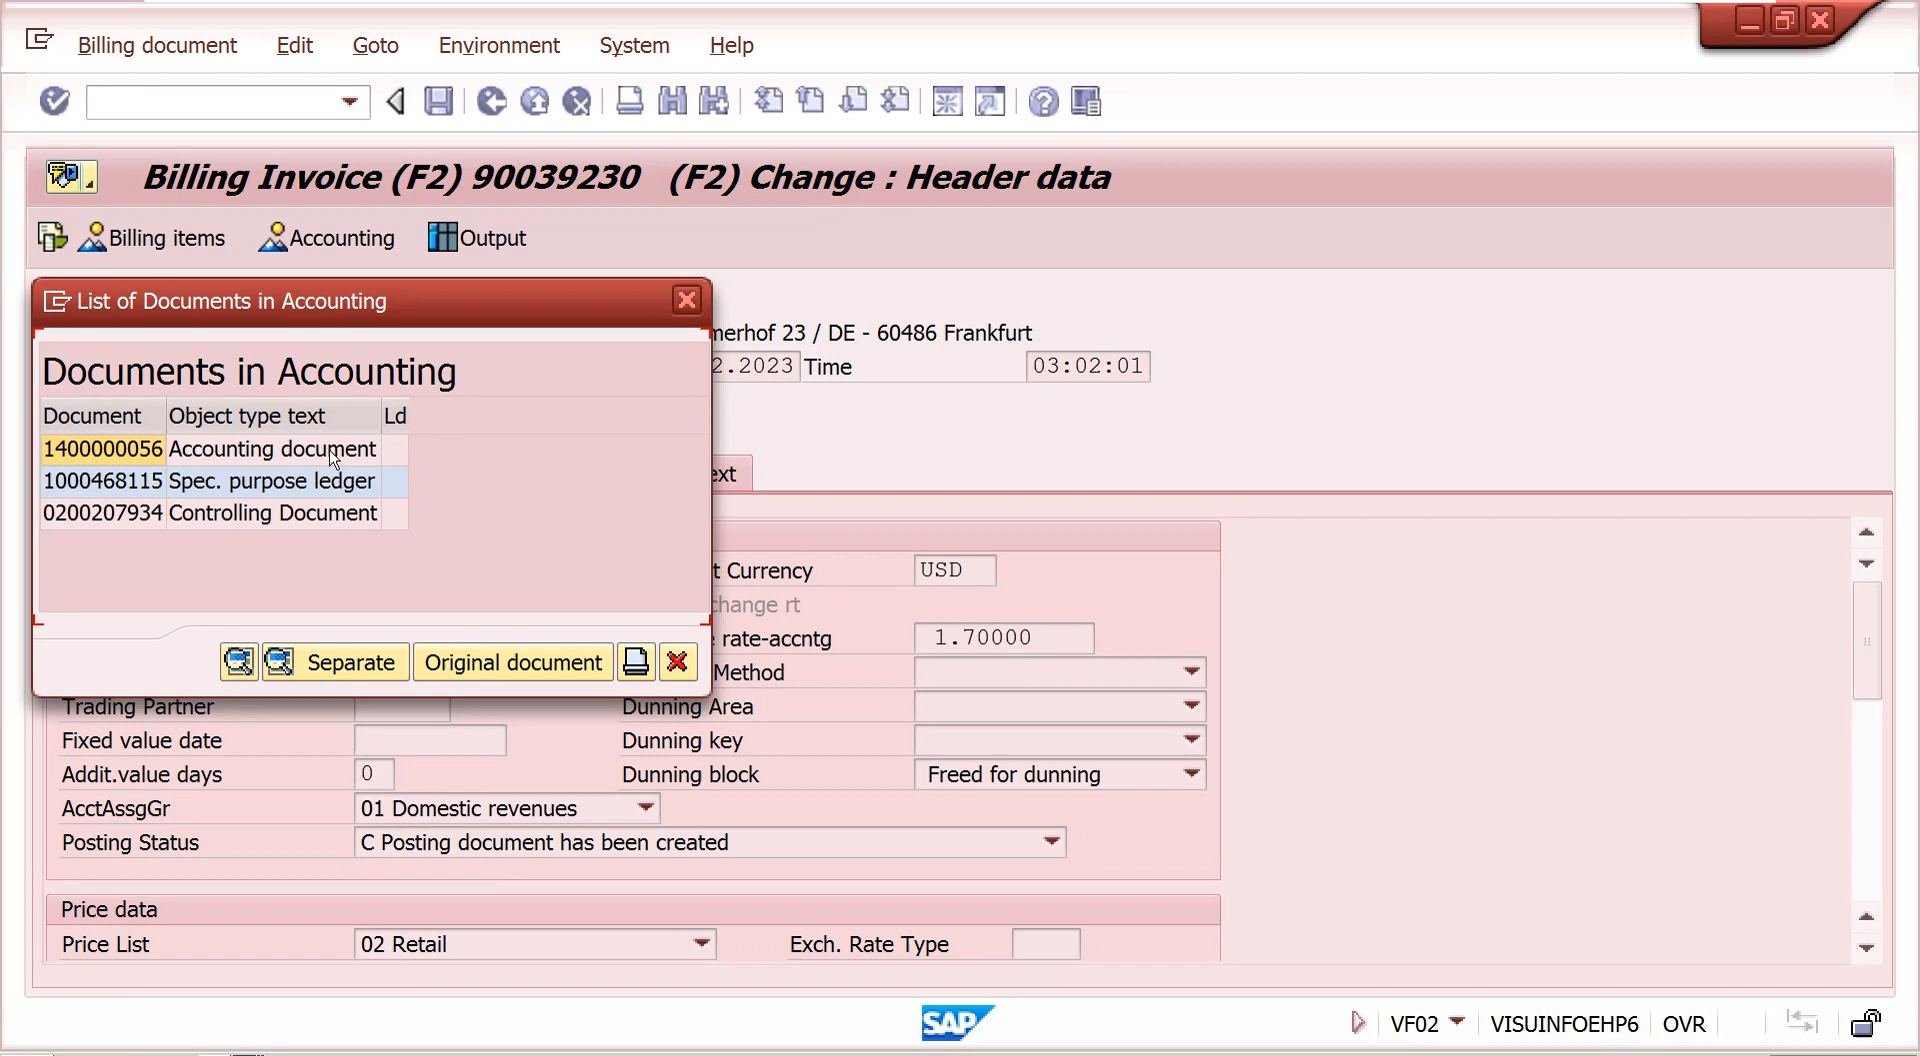 Billing document Edit Goto Environment System Help
Billing Invoice (F2) 90039230 (F2) Change : Header data
Billing items Accounting Output
List of Documents in Accounting
Documents in Accounting
Document Object type text Ld
1400000056 Accounting document
1000468115 Spec. purpose ledger
0200207934 Controlling Document
Separate Original document
merhof 23 / DE - 60486 Frankfurt
2.2023 Time 03:02:01
ext
t Currency USD
change rt
rate-accntg 1.70000
Method
Trading Partner Dunning Area
Fixed value date Dunning key
Addit.value days 0 Dunning block Freed for dunning
AcctAssgGr 01 Domestic revenues
Posting Status C Posting document has been created
Price data
Price List 02 Retail Exch. Rate Type
SAP VF02 VISUINFOEHP6 OVR